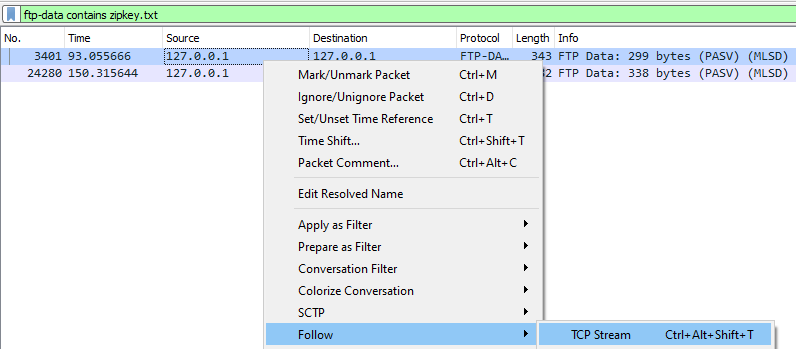 ftp-data contains zipkey.txt
No. Time Source Destination Protocol Length Info
3401 93.055666 127.0.0.1 127.0.0.1 FTP-DA... 343 FTP Data: 299 bytes (PASV) (MLSD)
24280 150.315644 127.0.0.1 82 FTP Data: 338 bytes (PASV) (MLSD)
Mark/Unmark Packet Ctrl+M
Ignore/Unignore Packet Ctrl+D
Set/Unset Time Reference Ctrl+T
Time Shift... Ctrl+Shift+T
Packet Comment... Ctrl+Alt+C
Edit Resolved Name
Apply as Filter
Prepare as Filter
Conversation Filter
Colorize Conversation
SCTP
Follow TCP Stream Ctrl+Alt+Shift+T